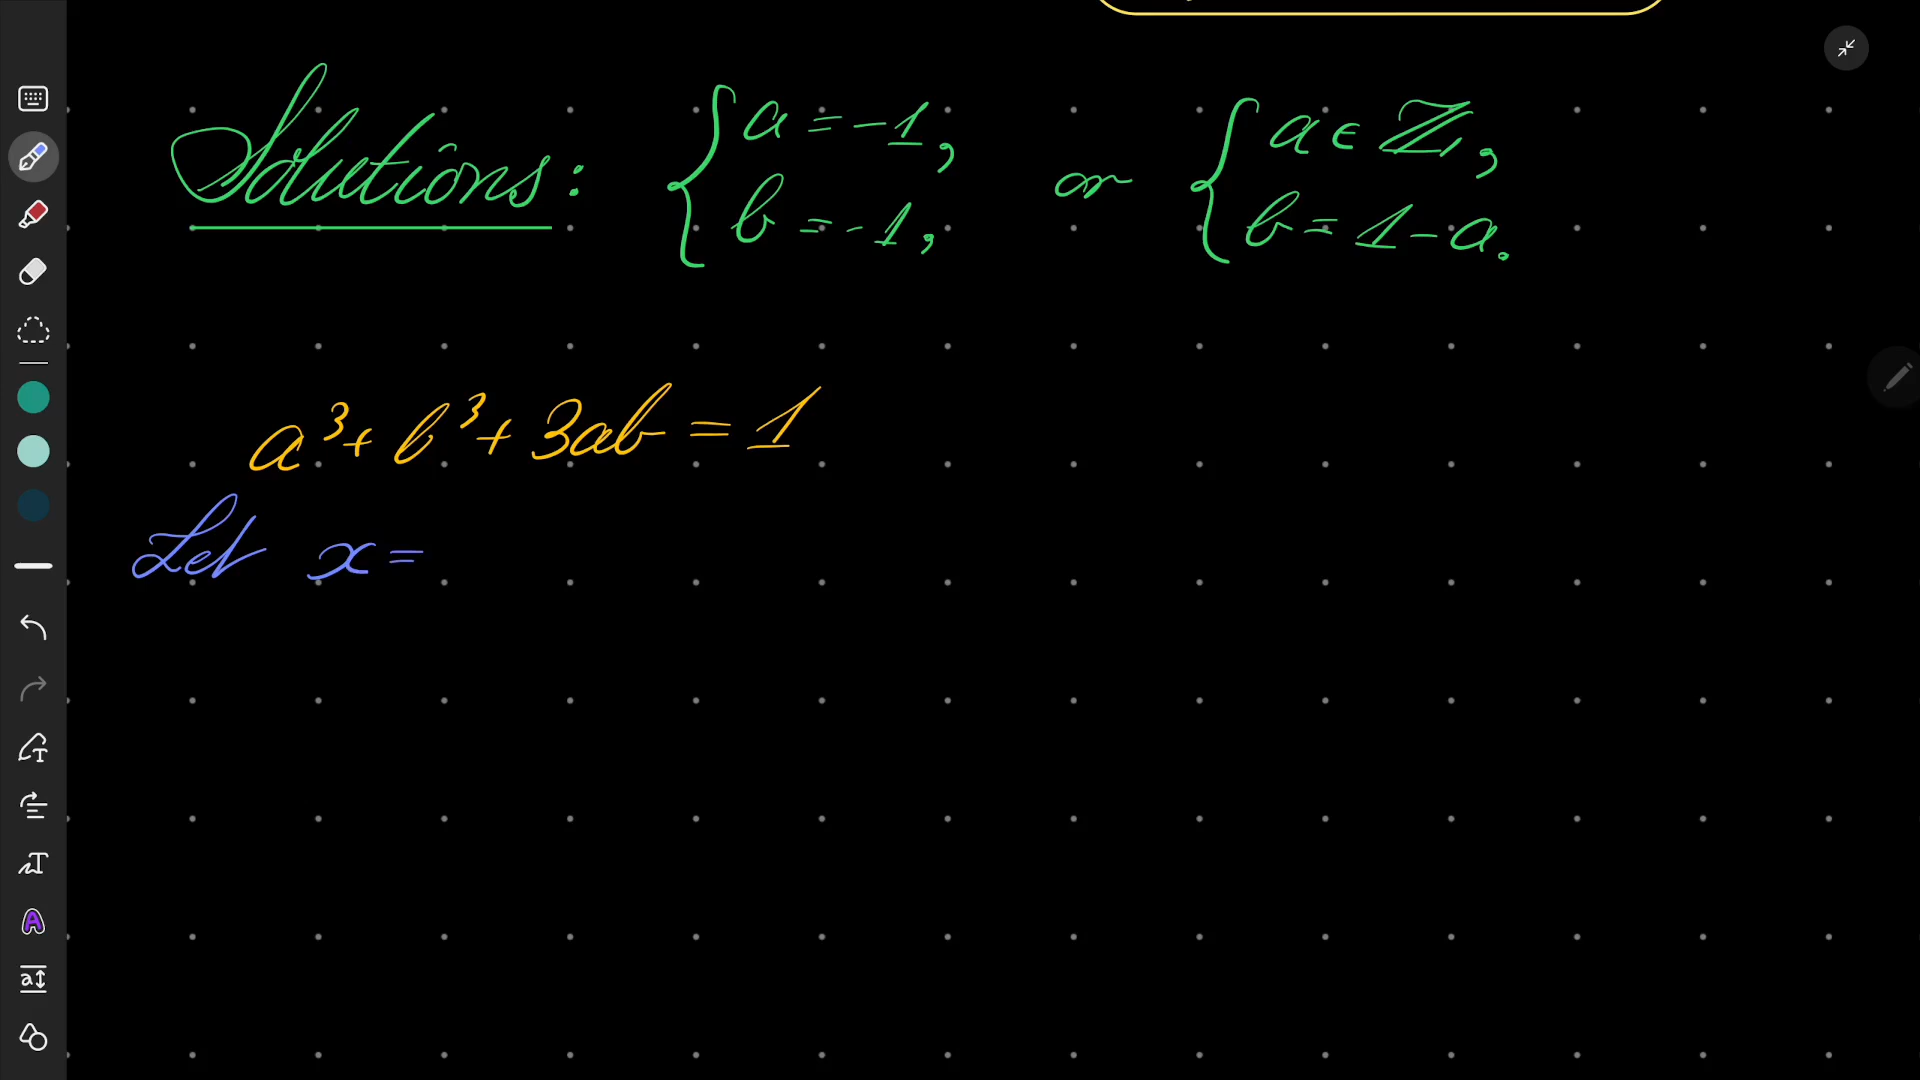 Solutions: { a = -1, b = -1, or { a ∈ ℤ, b = 1 - a.
a³ + b³ + 3ab = 1
Let x =